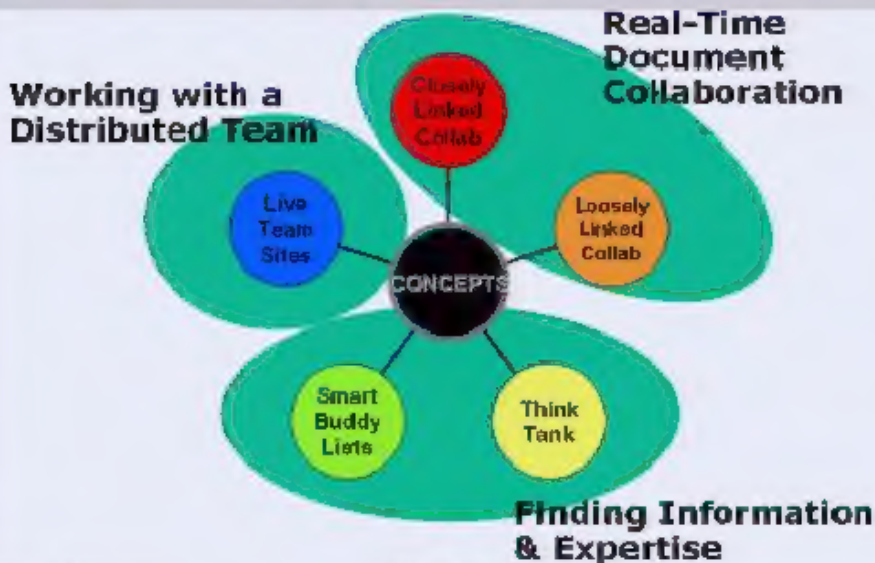 Real-Time
Document
Collaboration
Working with a
Distributed Team
Closely
Linked
Collab
Live
Team
Sites
Loosely
Linked
Collab
CONCEPTS
Smart
Buddy
Lists
Think
Tank
Finding Information
& Expertise